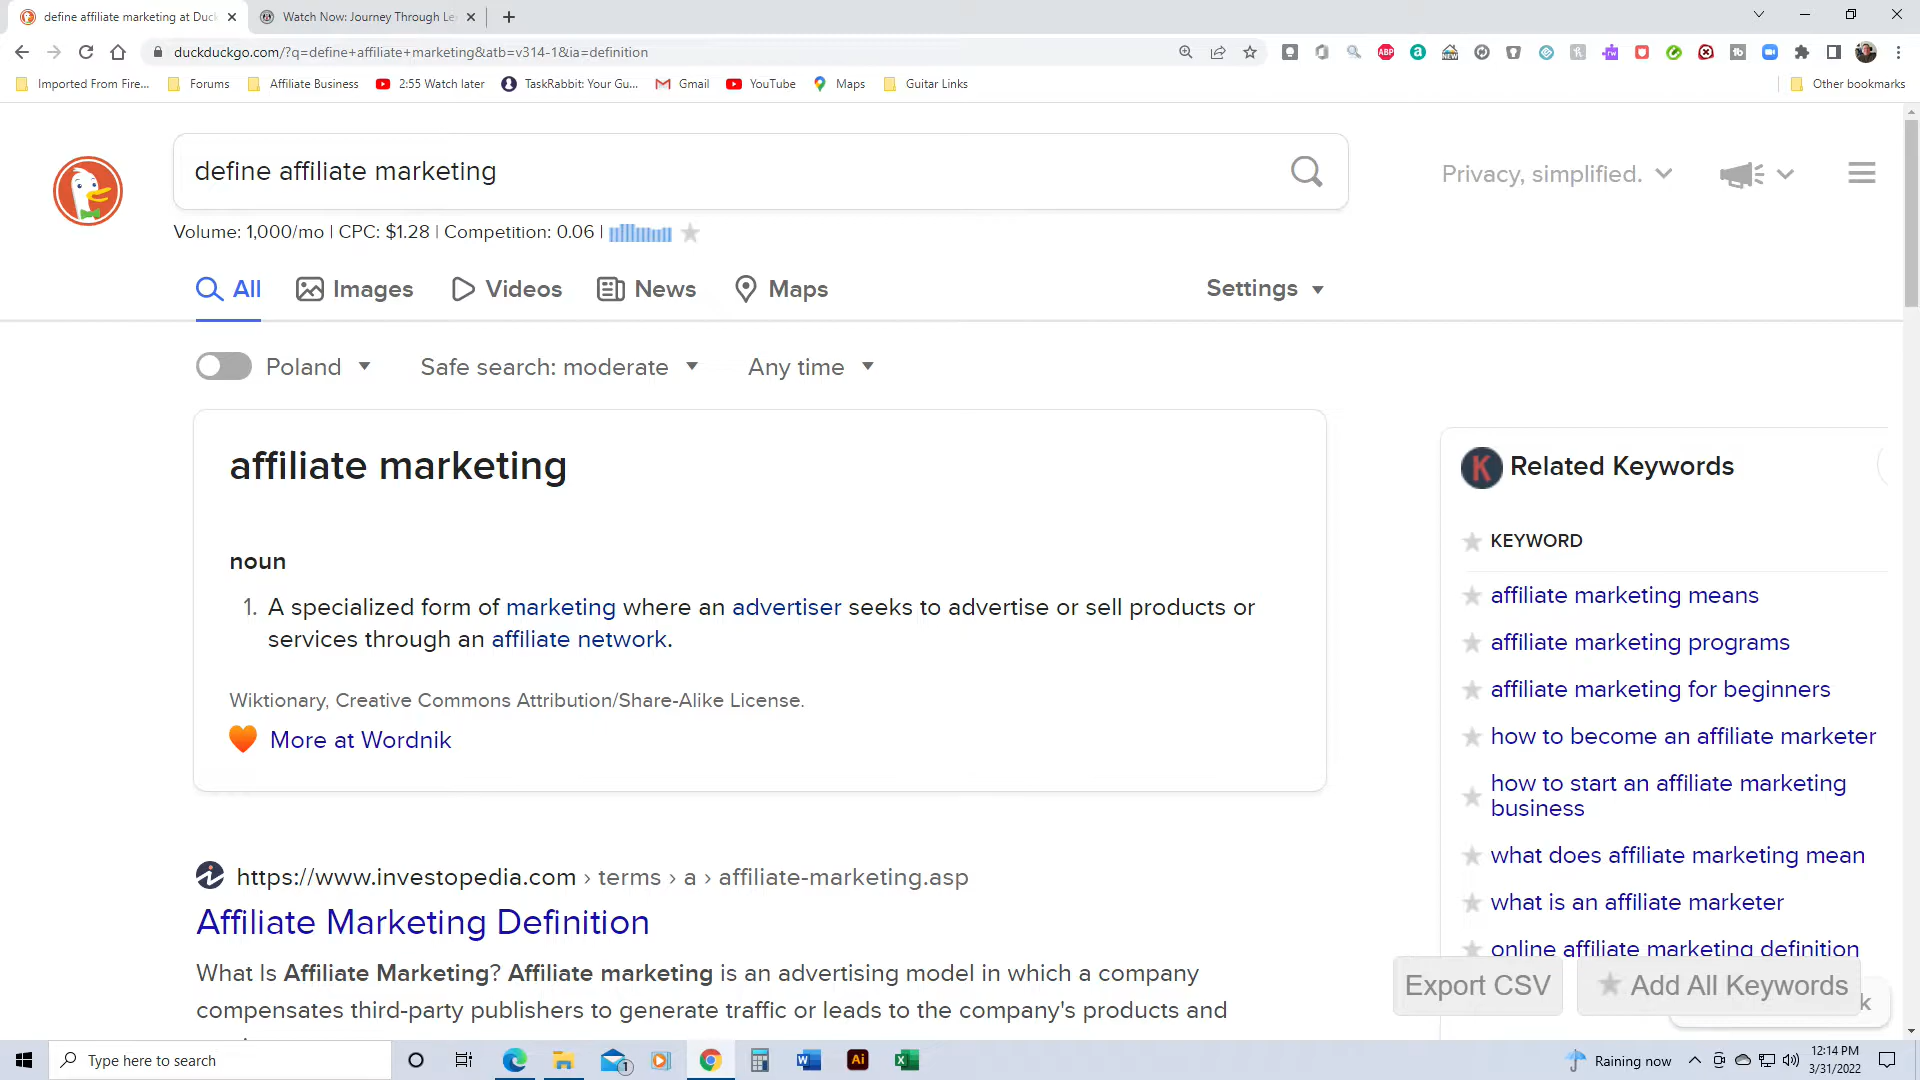 define affiliate marketing at Duck
Watch Now: Journey Through Le
duckduckgo.com/?q=define+affiliate+marketing&atb=v314-1&ia=definition
Imported From Fire...
Forums
Affiliate Business
2:55 Watch later
TaskRabbit: Your Gu...
Gmail
YouTube
Maps
Guitar Links
Other bookmarks
define affiliate marketing
Privacy, simplified.
Volume: 1,000/mo | CPC: $1.28 | Competition: 0.06 |
All
Images
Videos
News
Maps
Settings
Poland
Safe search: moderate
Any time
affiliate marketing
noun
1. A specialized form of marketing where an advertiser seeks to advertise or sell products or
services through an affiliate network.
Wiktionary, Creative Commons Attribution/Share-Alike License.
More at Wordnik
https://www.investopedia.com › terms › a › affiliate-marketing.asp
Affiliate Marketing Definition
What Is Affiliate Marketing? Affiliate marketing is an advertising model in which a company
compensates third-party publishers to generate traffic or leads to the company's products and
K
Related Keywords
KEYWORD
affiliate marketing means
affiliate marketing programs
affiliate marketing for beginners
how to become an affiliate marketer
how to start an affiliate marketing
business
what does affiliate marketing mean
what is an affiliate marketer
online affiliate marketing definition
Export CSV
Add All Keywords
k
Type here to search
1
W
Ai
X
Raining now
12:14 PM
3/31/2022